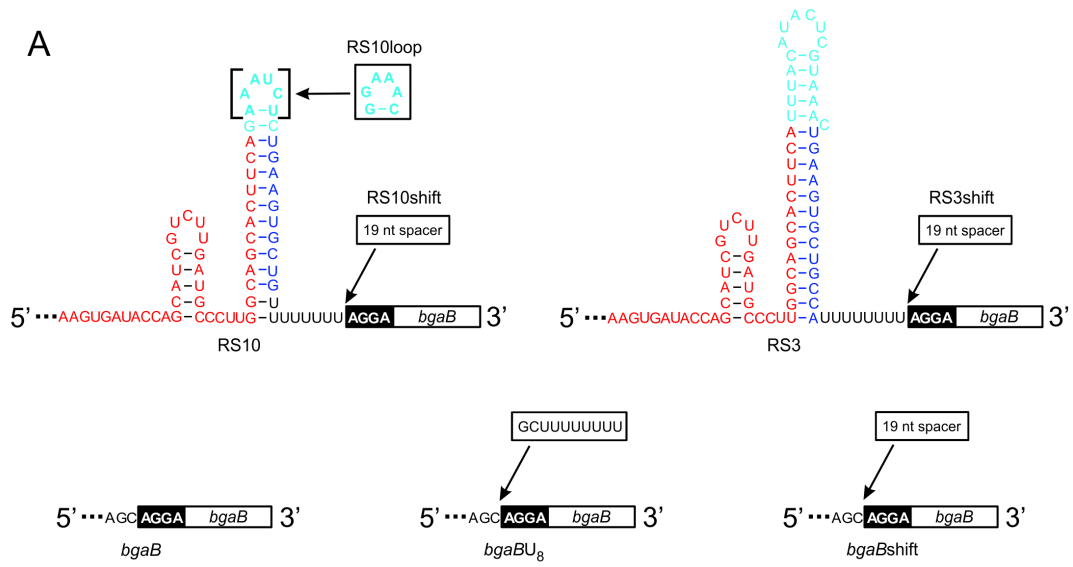 A
RS10loop
A U
A C
A U
G C
A A
G A
G C
A U
C G
U A
U A
C G
A U
C G
G C
A U
C G
G U
U C U
G U
C G
U A
A U
C G
RS10shift
19 nt spacer
5’ AAGUGAUACCAG CCCUUG UUUUUUUU AGGA bgaB 3’
RS10
A C
U U
A C
C G
A U
U A
U A
U A
C
A U
C G
U A
U A
C G
A U
C G
G C
A U
C G
G C
G C
U C U
G U
C G
U A
A U
C G
RS3shift
19 nt spacer
5’ AAGUGAUACCAG CCCUU AUUUUUUUU AGGA bgaB 3’
RS3
5’ AGC AGGA bgaB 3’
bgaB
GCUUUUUUUU
5’ AGC AGGA bgaB 3’
bgaBU8
19 nt spacer
5’ AGC AGGA bgaB 3’
bgaBshift